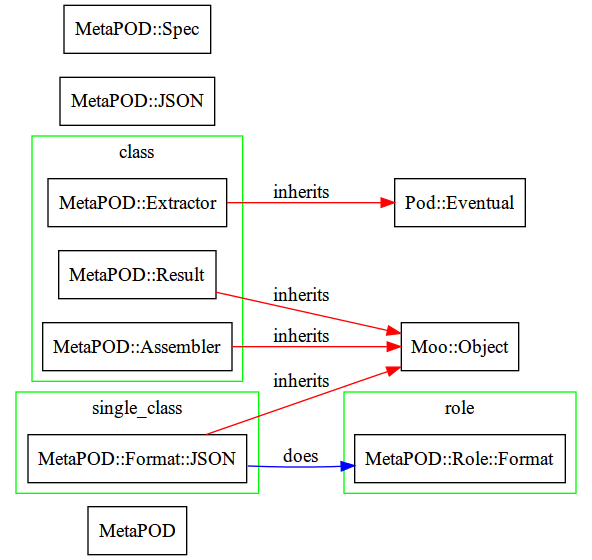 MetaPOD::Spec
MetaPOD::JSON
class
MetaPOD::Extractor
inherits
Pod::Eventual
MetaPOD::Result
inherits
MetaPOD::Assembler
inherits
Moo::Object
inherits
single_class
role
MetaPOD::Format::JSON
does
MetaPOD::Role::Format
MetaPOD